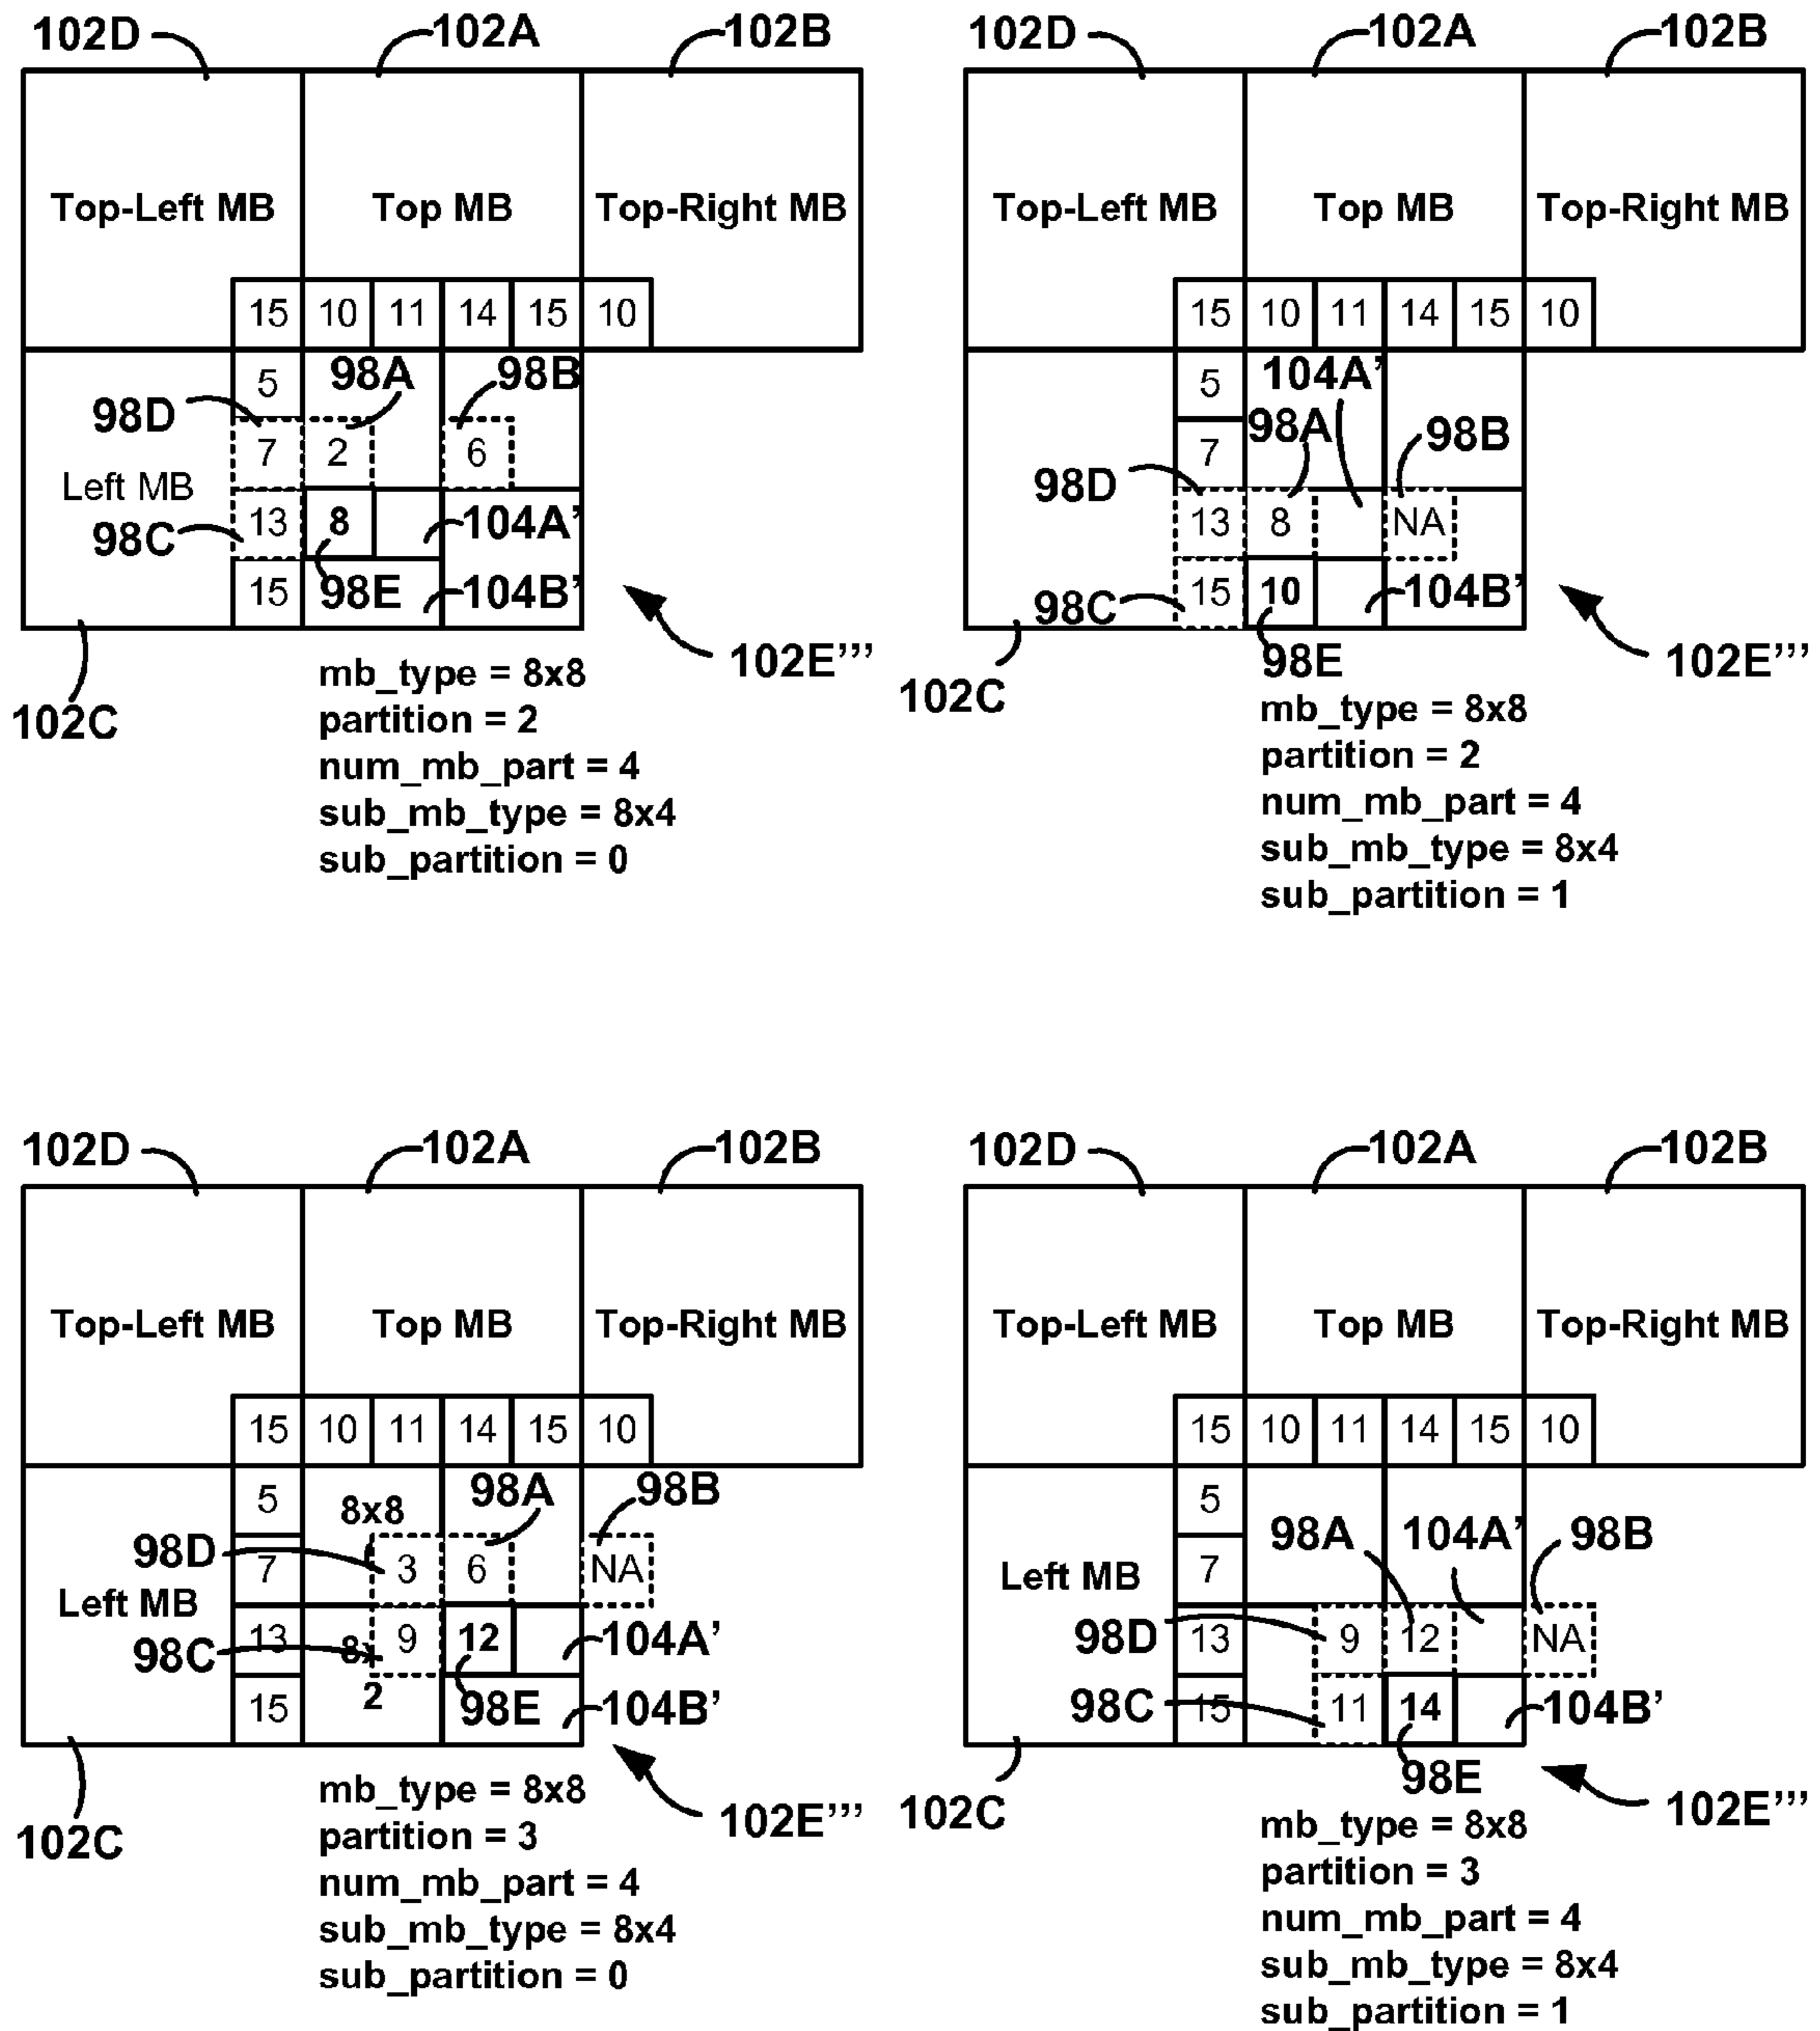 102D 102A 102B
Top-Left MB Top MB Top-Right MB
15 10 11 14 15 10
5 98A 98B
98D 7 2 6
Left MB
98C 13 8 104A'
15 98E 104B'
102E'''
102C
mb_type = 8x8
partition = 2
num_mb_part = 4
sub_mb_type = 8x4
sub_partition = 0
102D 102A 102B
Top-Left MB Top MB Top-Right MB
15 10 11 14 15 10
5 104A'
7 98A 98B
98D 13 8 NA
98C 15 10 104B'
98E 102E'''
102C
mb_type = 8x8
partition = 2
num_mb_part = 4
sub_mb_type = 8x4
sub_partition = 1
102D 102A 102B
Top-Left MB Top MB Top-Right MB
15 10 11 14 15 10
5 8x8 98A 98B
98D 7 3 6 NA
Left MB
98C 13 8x 9 12 104A'
15 2 98E 104B'
102E'''
102C
mb_type = 8x8
partition = 3
num_mb_part = 4
sub_mb_type = 8x4
sub_partition = 0
102D 102A 102B
Top-Left MB Top MB Top-Right MB
15 10 11 14 15 10
5 98A 104A' 98B
Left MB 7
98D 13 9 12 NA
98C 15 11 14 104B'
98E
102C 102E'''
mb_type = 8x8
partition = 3
num_mb_part = 4
sub_mb_type = 8x4
sub_partition = 1